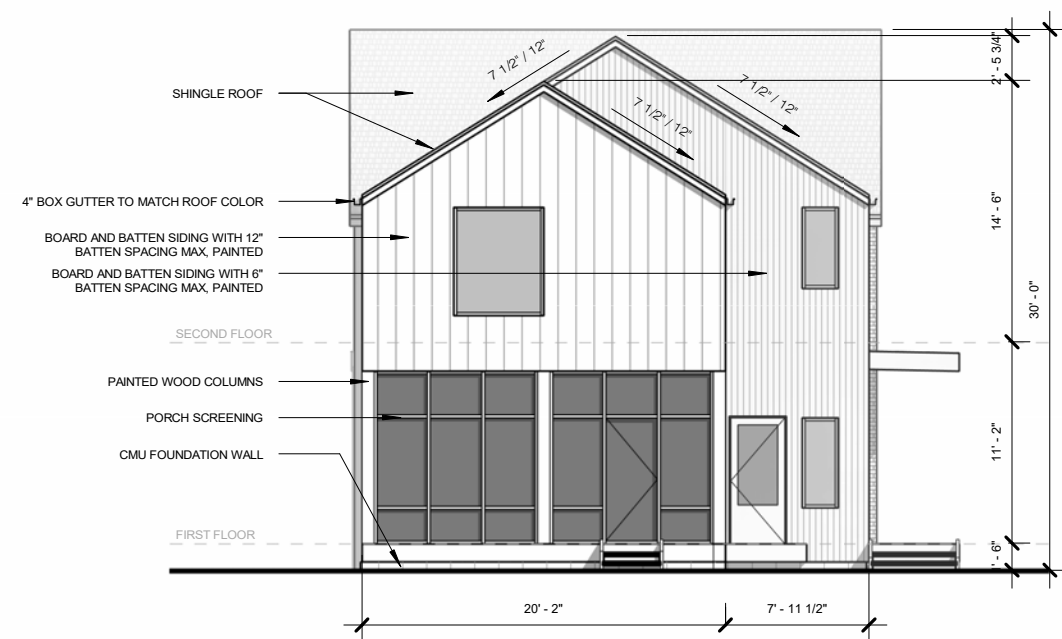 7 1/2" / 12"
7 1/2" / 12"
7 1/2" / 12"
SHINGLE ROOF
4" BOX GUTTER TO MATCH ROOF COLOR
BOARD AND BATTEN SIDING WITH 12"
BATTEN SPACING MAX, PAINTED
BOARD AND BATTEN SIDING WITH 6"
BATTEN SPACING MAX, PAINTED
SECOND FLOOR
PAINTED WOOD COLUMNS
PORCH SCREENING
CMU FOUNDATION WALL
FIRST FLOOR
2' - 5 3/4"
14' - 6"
30' - 0"
11' - 2"
1' - 6"
20' - 2"
7' - 11 1/2"